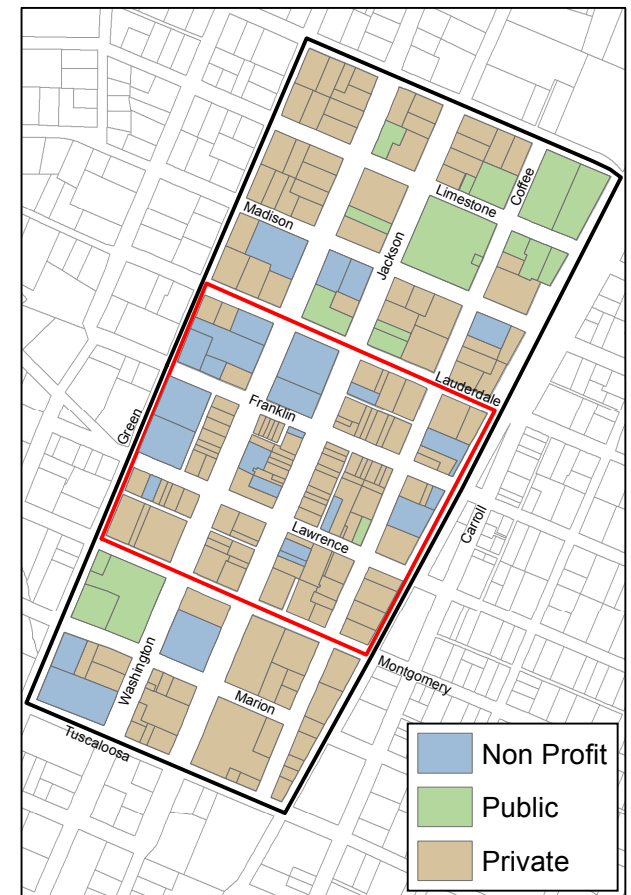 Coffee
Limestone
Madison
Jackson
Lauderdale
Franklin
Green
Carroll
Lawrence
Washington
Montgomery
Marion
Tuscaloosa
Non Profit
Public
Private